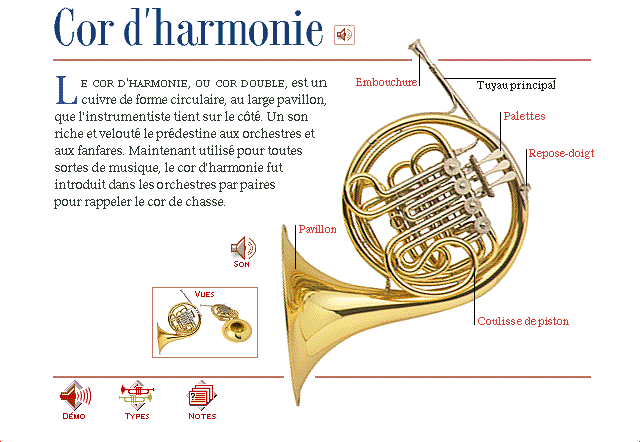 Cor d'harmonie
LE COR D'HARMONIE, OU COR DOUBLE, est un
cuivre de forme circulaire, au large pavillon,
que l'instrumentiste tient sur le côté. Un son
riche et velouté le prédestine aux orchestres et
aux fanfares. Maintenant utilisé pour toutes
sortes de musique, le cor d'harmonie fut
introduit dans les orchestres par paires
pour rappeler le cor de chasse.
Embouchure
Tuyau principal
Palettes
Repose-doigt
Pavillon
Coulisse de piston
SON
VUES
DÉMO
TYPES
NOTES